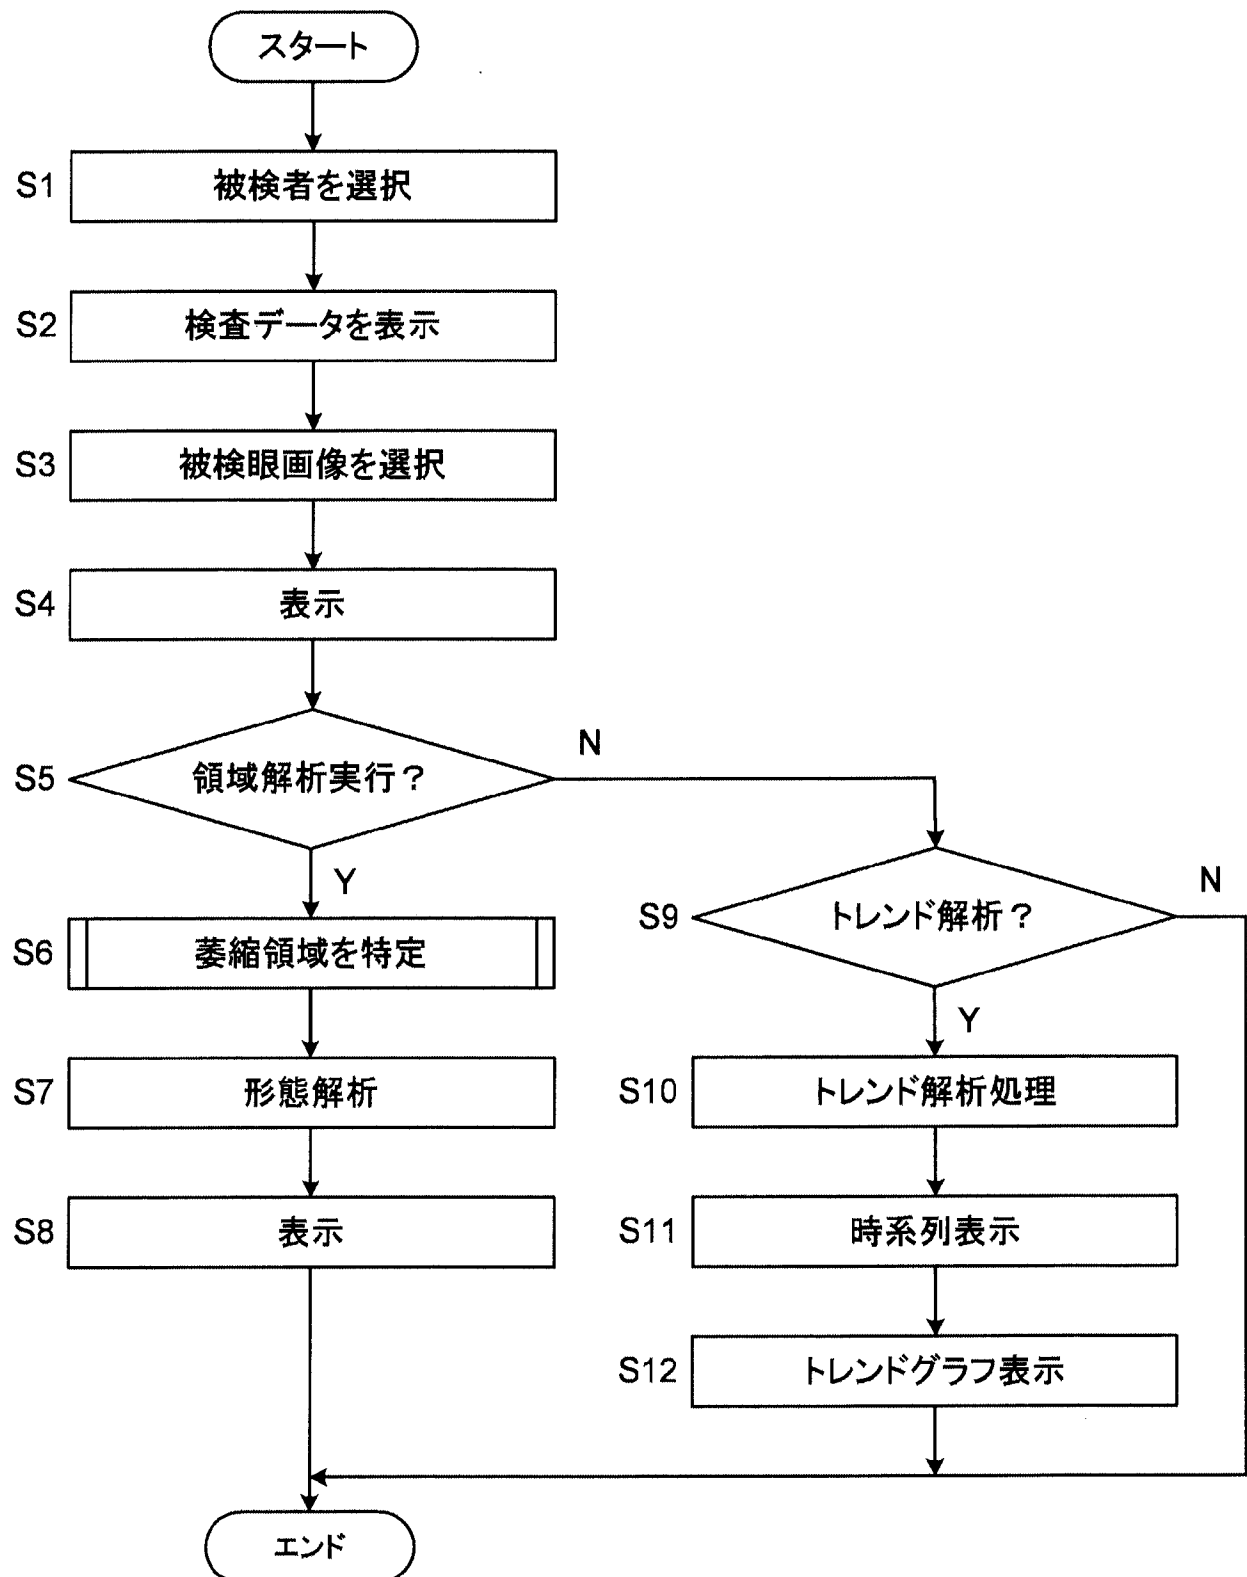 スタート
S1 被検者を選択
S2 検査データを表示
S3 被検眼画像を選択
S4 表示
S5 領域解析実行？ N
Y
S6 萎縮領域を特定
S7 形態解析
S8 表示
S9 トレンド解析？ N
Y
S10 トレンド解析処理
S11 時系列表示
S12 トレンドグラフ表示
エンド